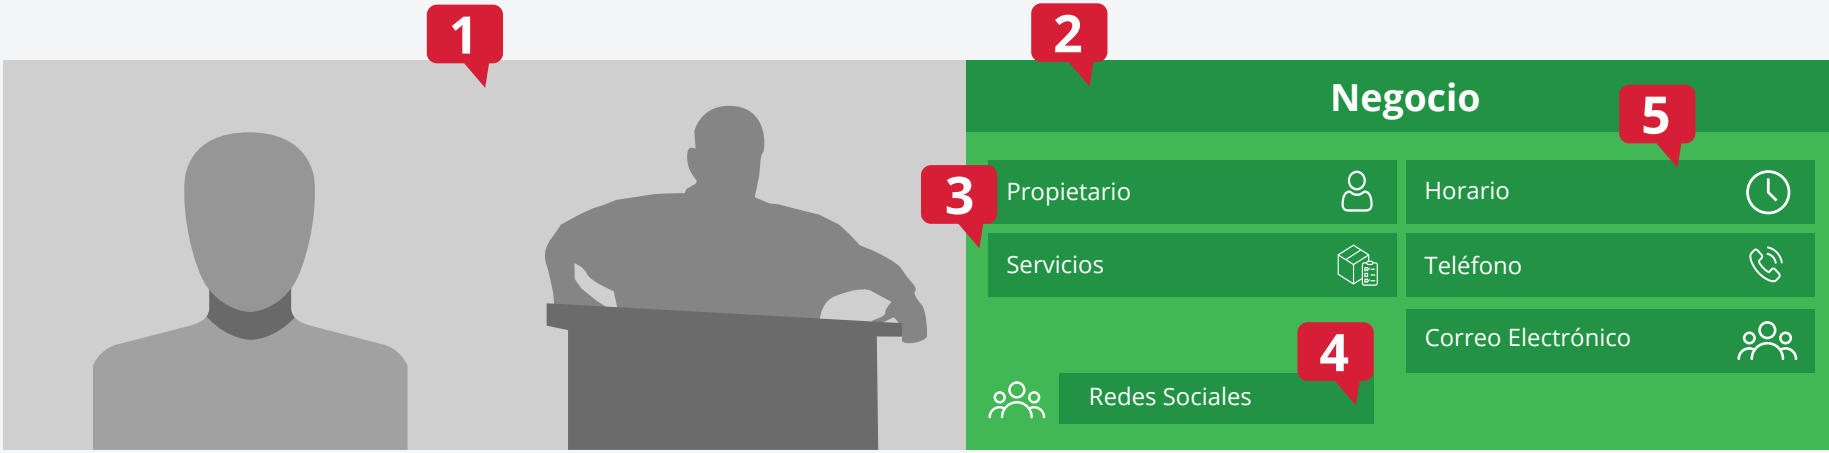 1
2
Negocio
5
3
Propietario
Horario
Servicios
Teléfono
4
Correo Electrónico
Redes Sociales